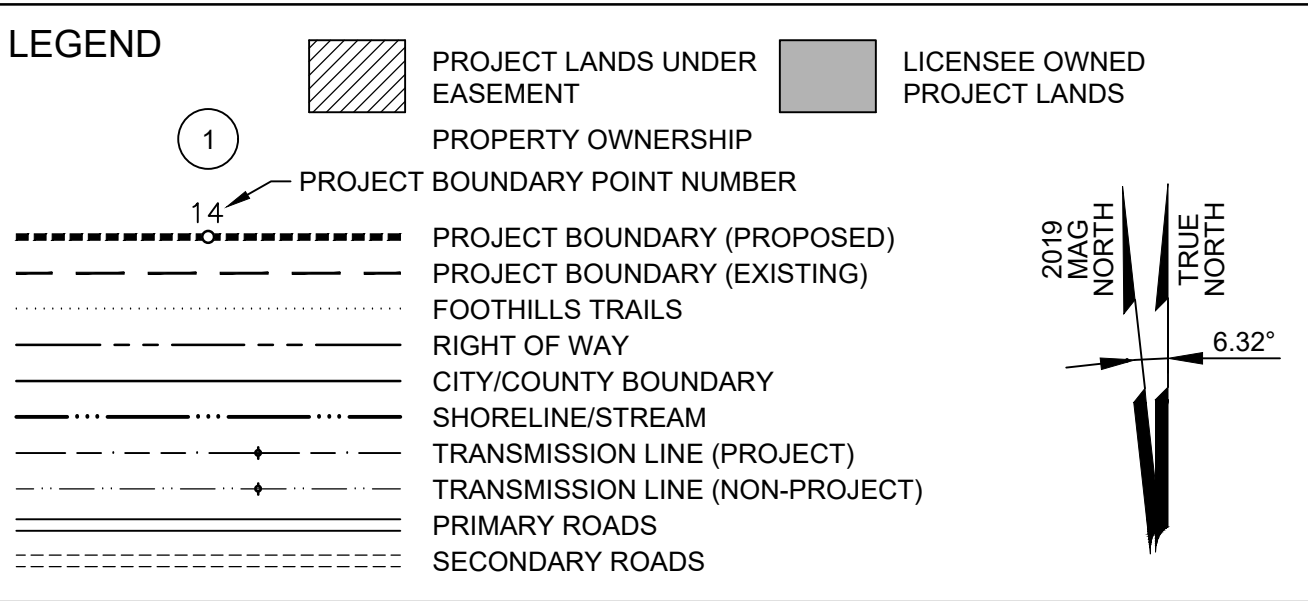 LEGEND
PROJECT LANDS UNDER
EASEMENT
LICENSEE OWNED
PROJECT LANDS
1
PROPERTY OWNERSHIP
PROJECT BOUNDARY POINT NUMBER
14
PROJECT BOUNDARY (PROPOSED)
PROJECT BOUNDARY (EXISTING)
FOOTHILLS TRAILS
RIGHT OF WAY
CITY/COUNTY BOUNDARY
SHORELINE/STREAM
TRANSMISSION LINE (PROJECT)
TRANSMISSION LINE (NON-PROJECT)
PRIMARY ROADS
SECONDARY ROADS
2019
MAG
NORTH
TRUE
NORTH
6.32°